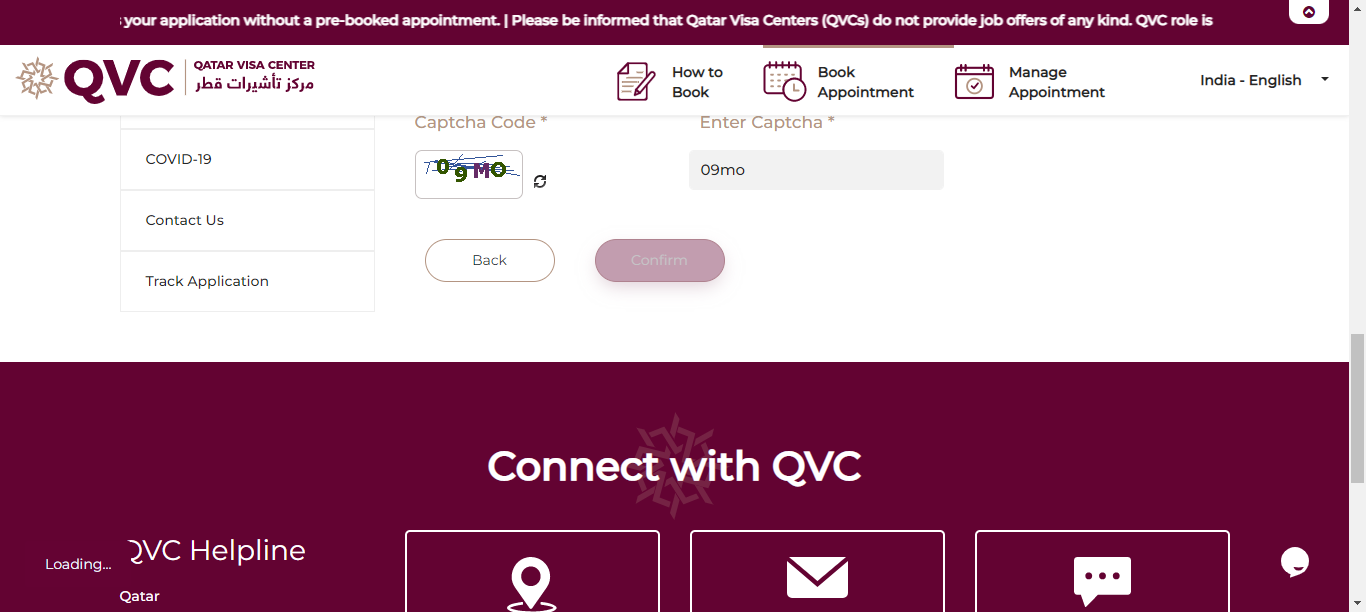 your application without a pre-booked appointment. | Please be informed that Qatar Visa Centers (QVCs) do not provide job offers of any kind. QVC role is
QVC
QATAR VISA CENTER
مركز تأشيرات قطر
How to
Book
Book
Appointment
Manage
Appointment
India - English
Captcha Code *
Enter Captcha *
COVID-19
09MO
09mo
Contact Us
Back
Confirm
Track Application
Connect with QVC
Loading...
QVC Helpline
Qatar